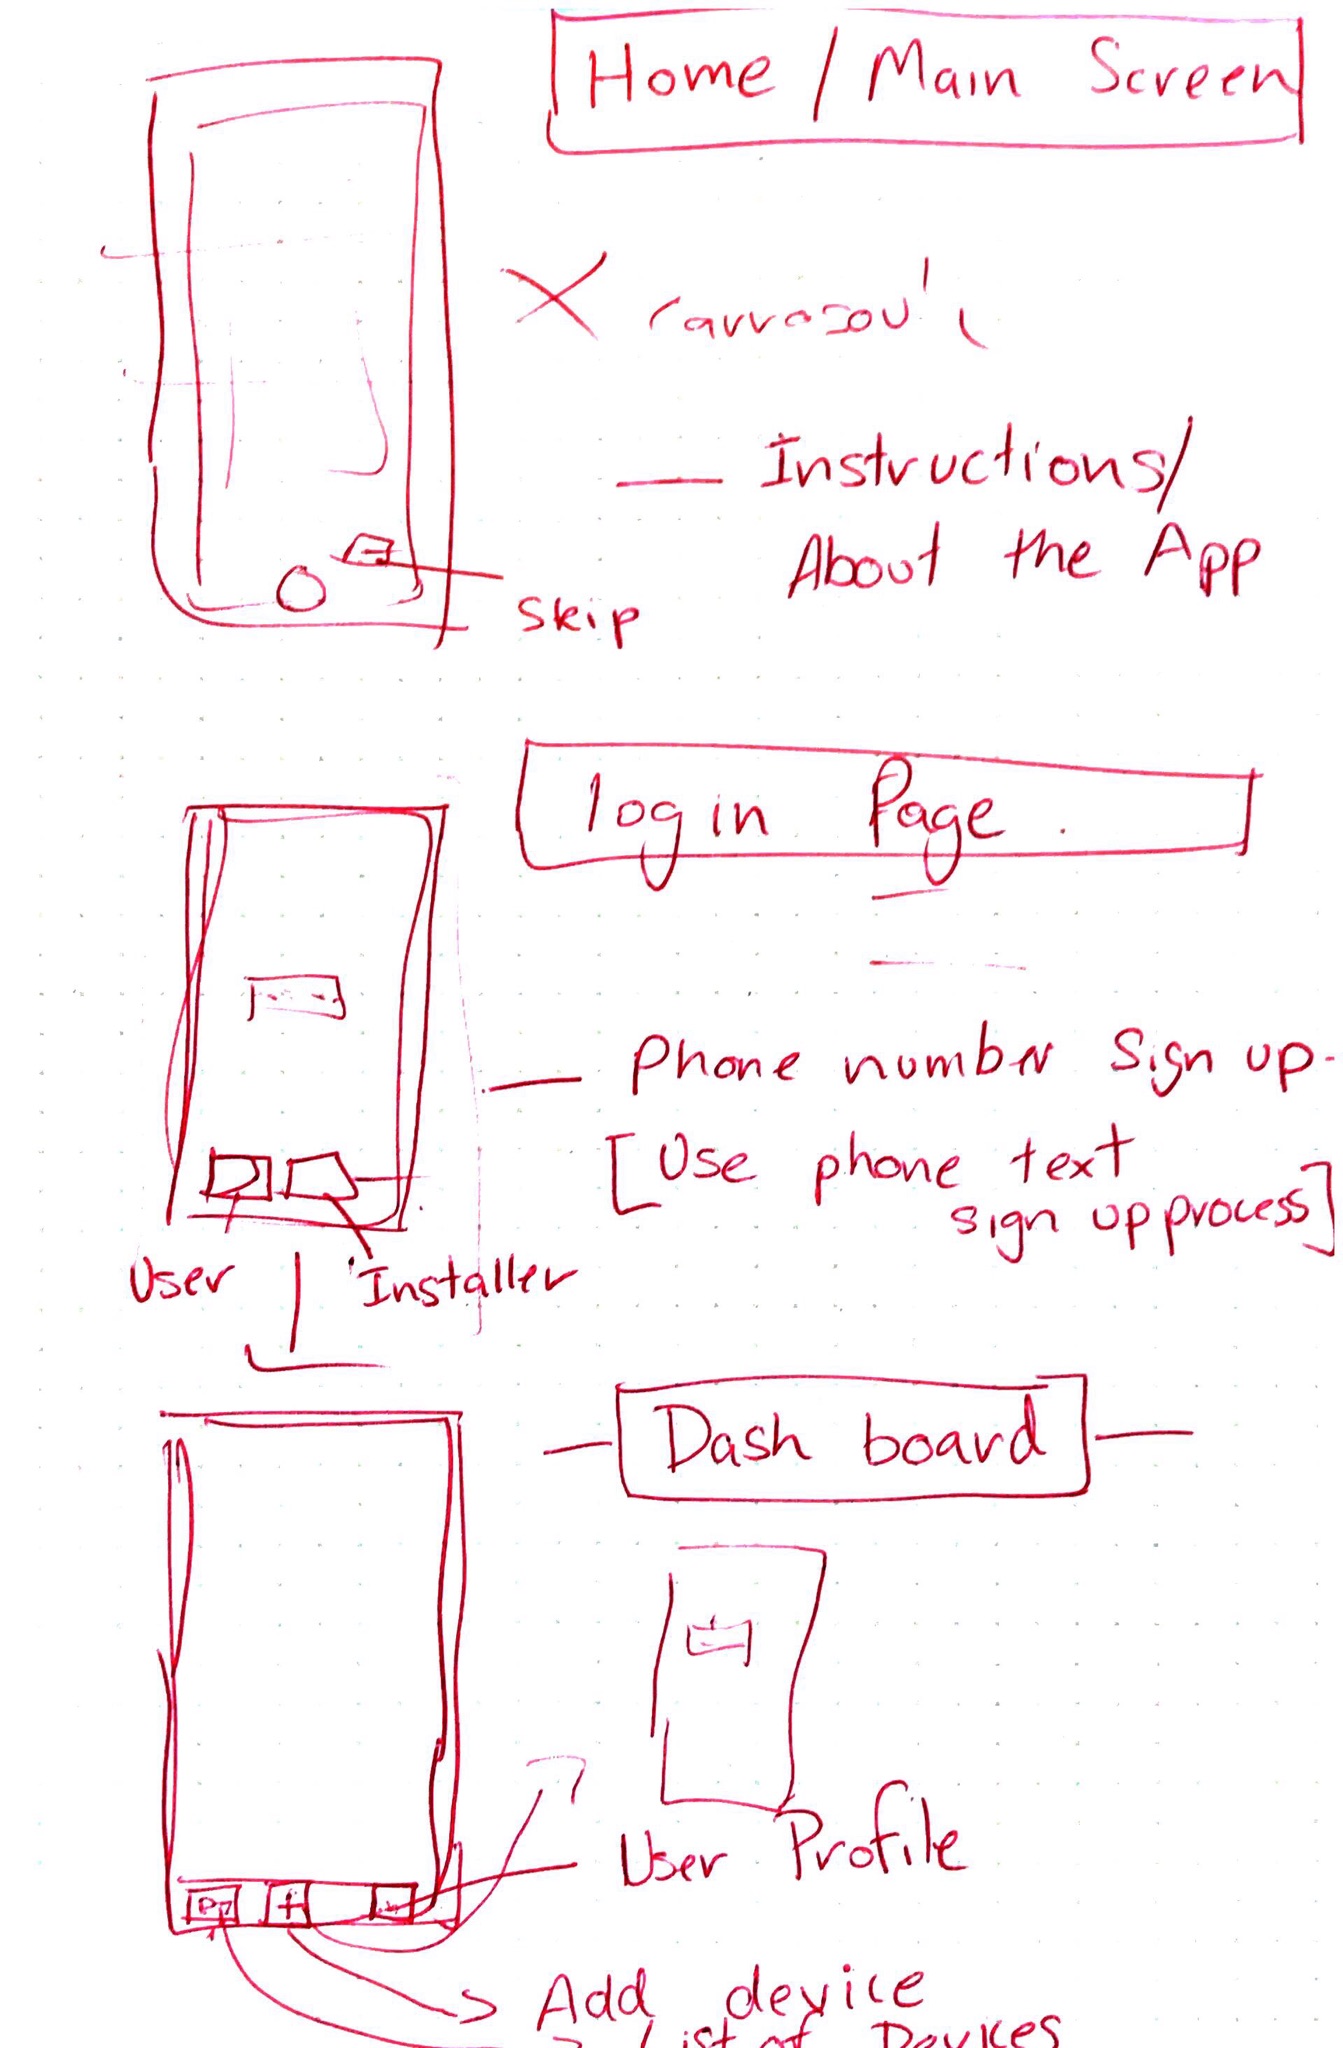 Home / Main Screen
Instructions/
About the App
Skip
login Page.
Phone number Sign up.
[Use phone text
sign up process]
User
Installer
Dash board
User Profile
Add device
List of Devices